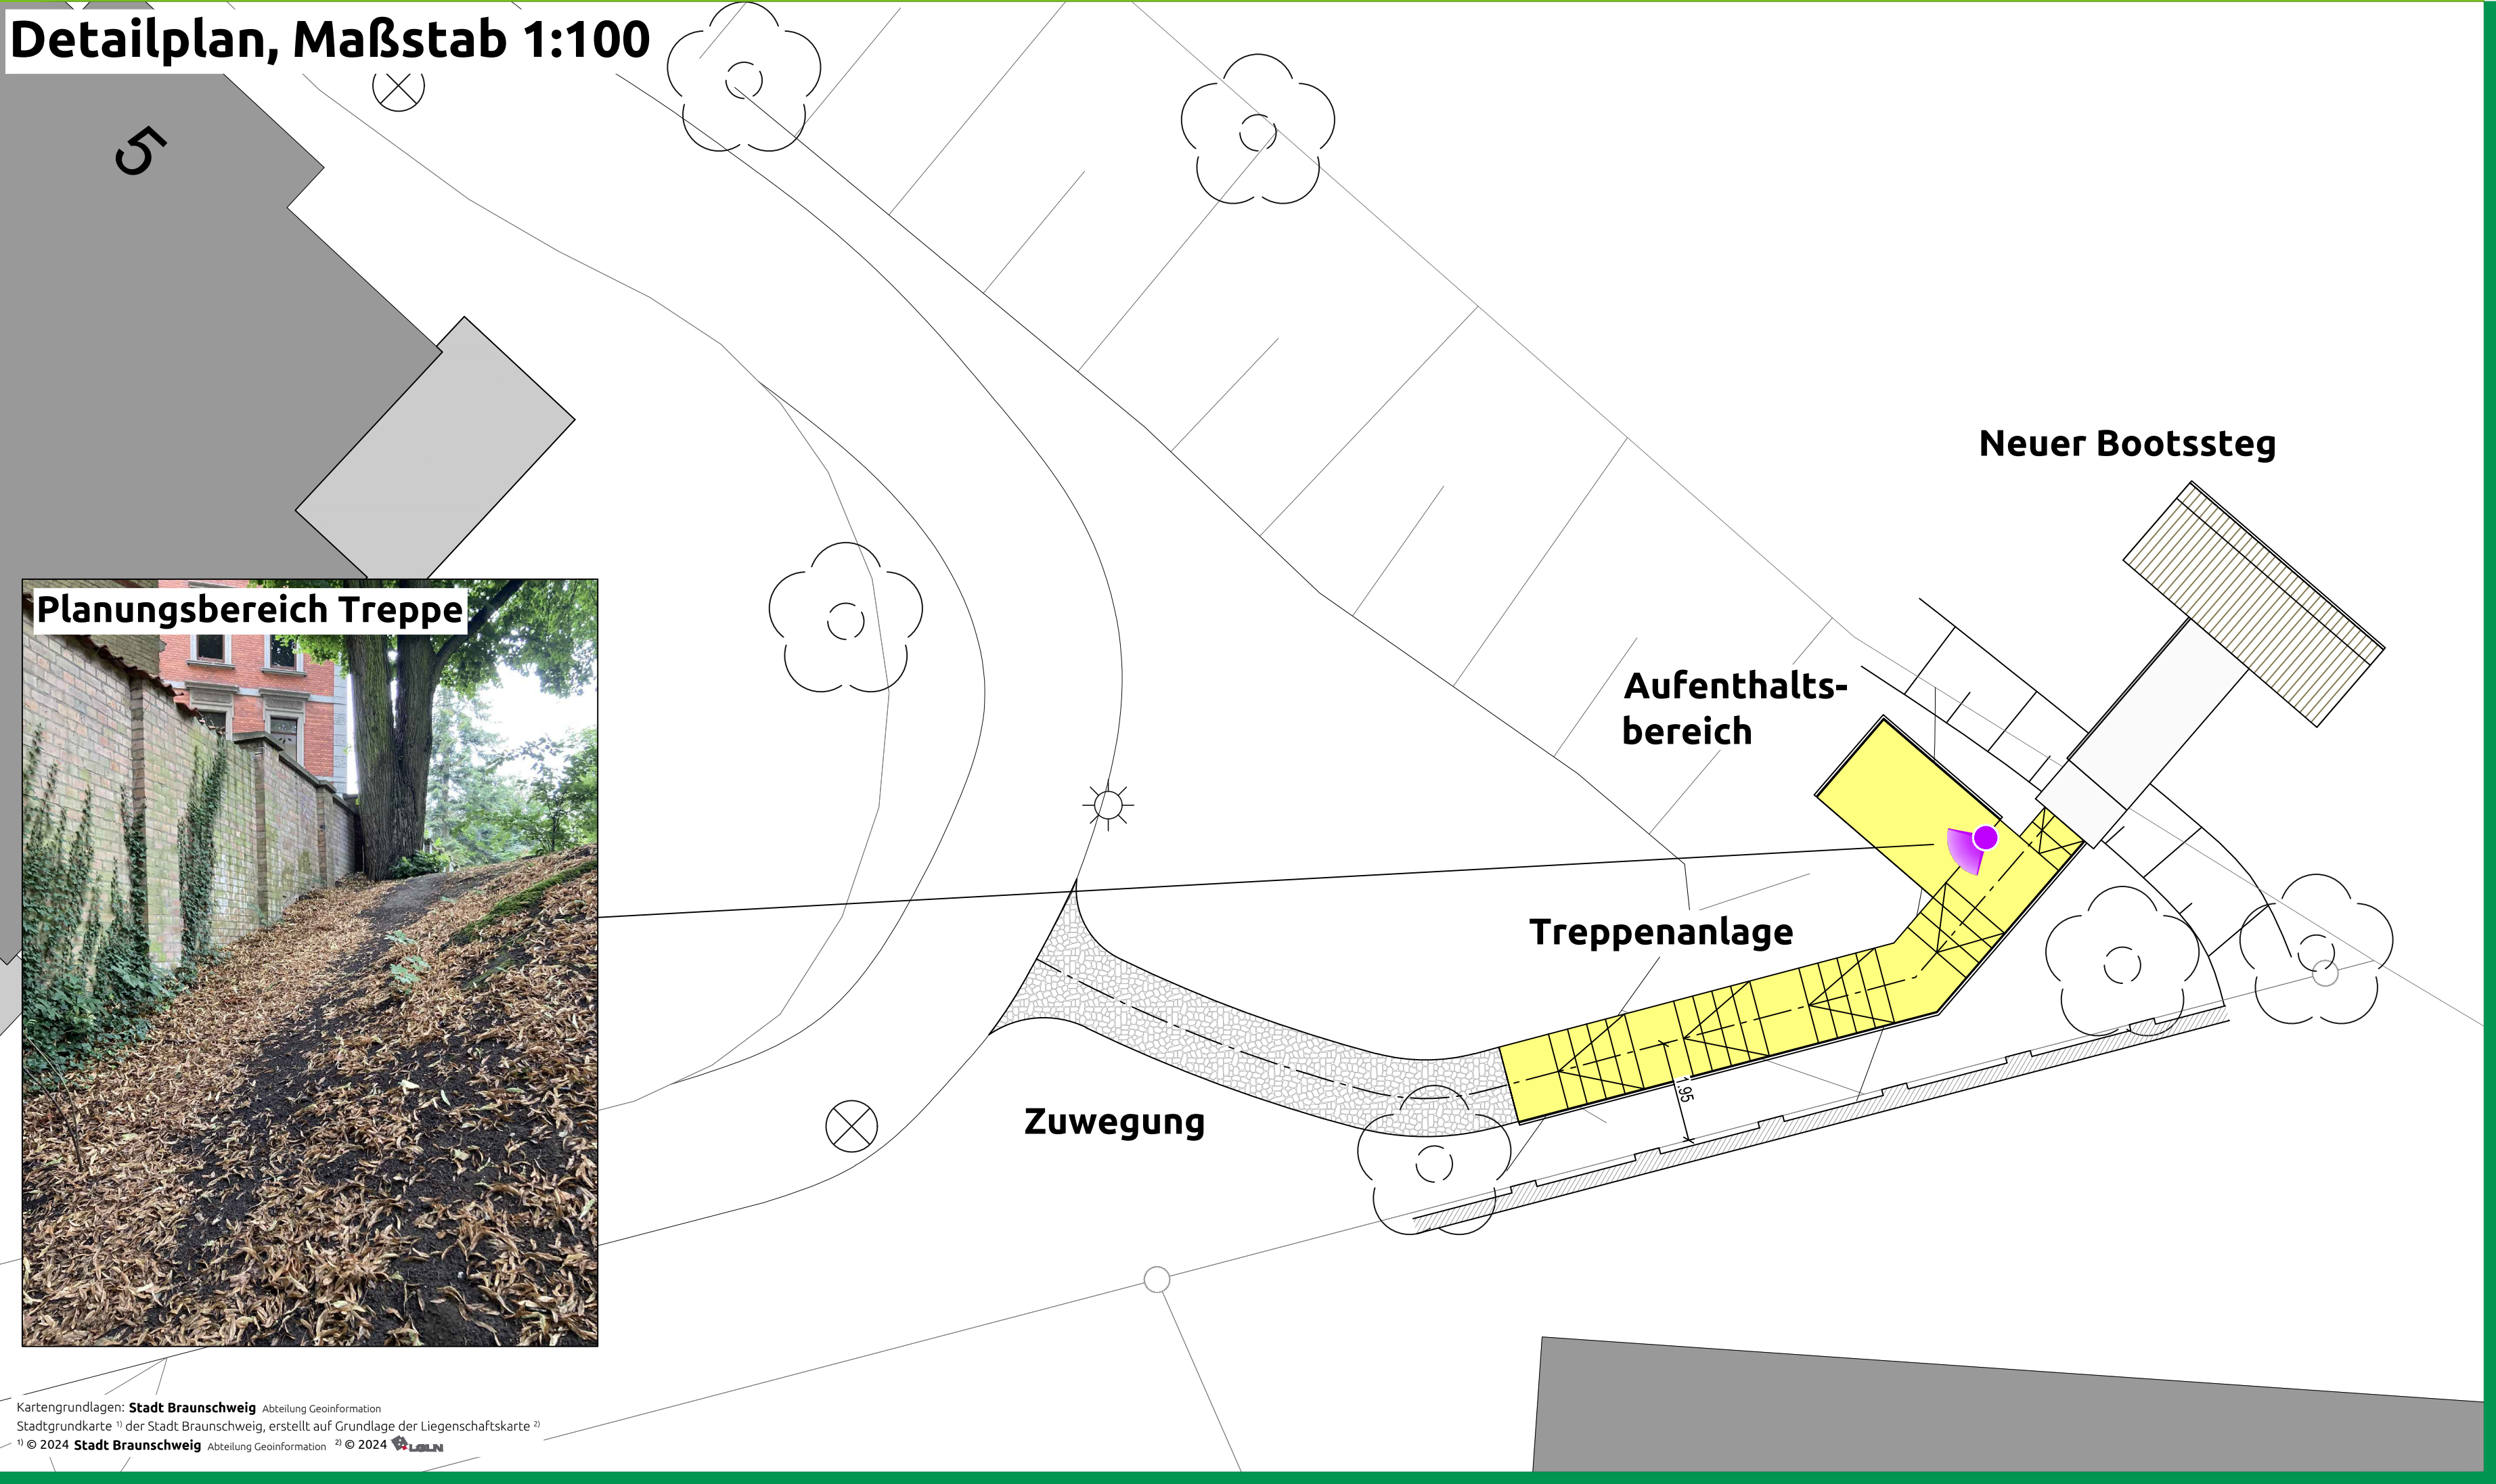 Detailplan, Maßstab 1:100
5
Neuer Bootssteg
Planungsbereich Treppe
Aufenthalts-
bereich
Treppenanlage
1.95
Zuwegung
Kartengrundlagen: Stadt Braunschweig Abteilung Geoinformation
Stadtgrundkarte ¹⁾ der Stadt Braunschweig, erstellt auf Grundlage der Liegenschaftskarte ²⁾
¹⁾ © 2024 Stadt Braunschweig Abteilung Geoinformation ²⁾ © 2024 LGLN